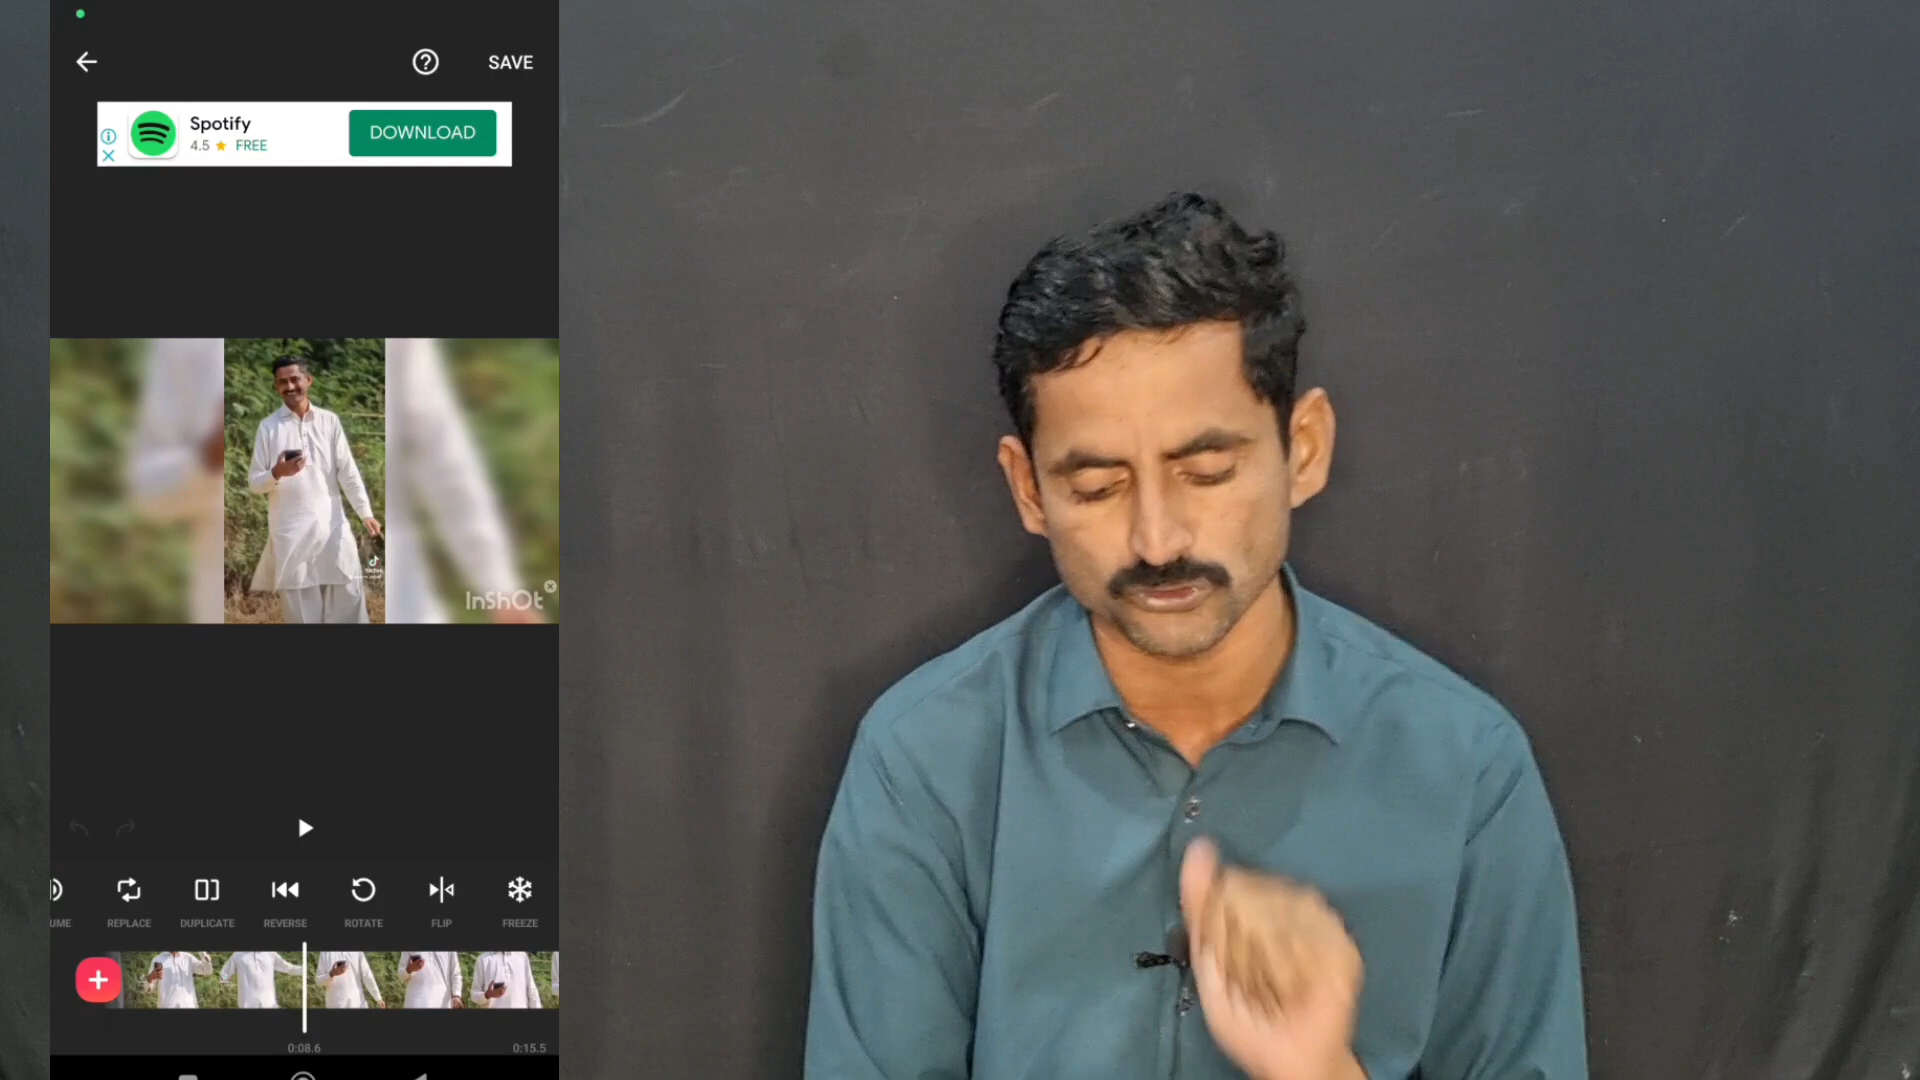 SAVE
Spotify
4.5 ★ FREE
DOWNLOAD
TikTok
InShOt
UME
REPLACE
DUPLICATE
REVERSE
ROTATE
FLIP
FREEZE
0:08.6
0:15.5